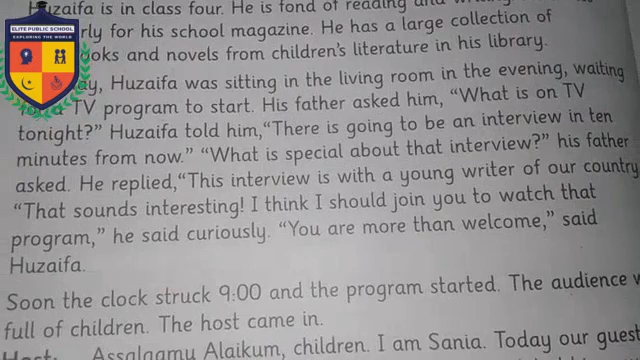 ELITE PUBLIC SCHOOL
EXPLORING THE WORLD
Huzaifa is in class four. He is fond of reading and
rly for his school magazine. He has a large collection of
ooks and novels from children's literature in his library.
ay, Huzaifa was sitting in the living room in the evening, waiting
for a TV program to start. His father asked him, “What is on TV
tonight?” Huzaifa told him,“There is going to be an interview in ten
minutes from now.” “What is special about that interview?” his father
asked. He replied,“This interview is with a young writer of our country
“That sounds interesting! I think I should join you to watch that
program,” he said curiously. “You are more than welcome,” said
Huzaifa.
Soon the clock struck 9:00 and the program started. The audience w
full of children. The host came in.
Host: Assalaamu Alaikum, children. I am Sania. Today our guest